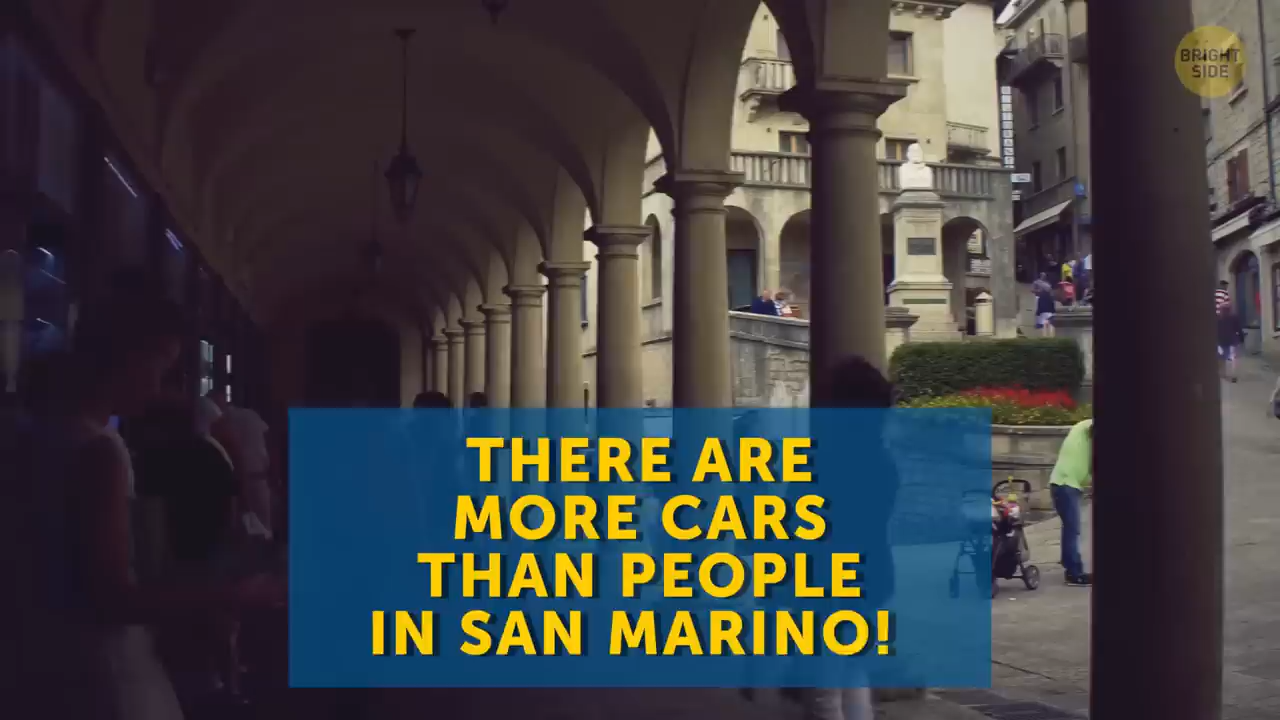 BRIGHT
SIDE
THERE ARE
MORE CARS
THAN PEOPLE
IN SAN MARINO!